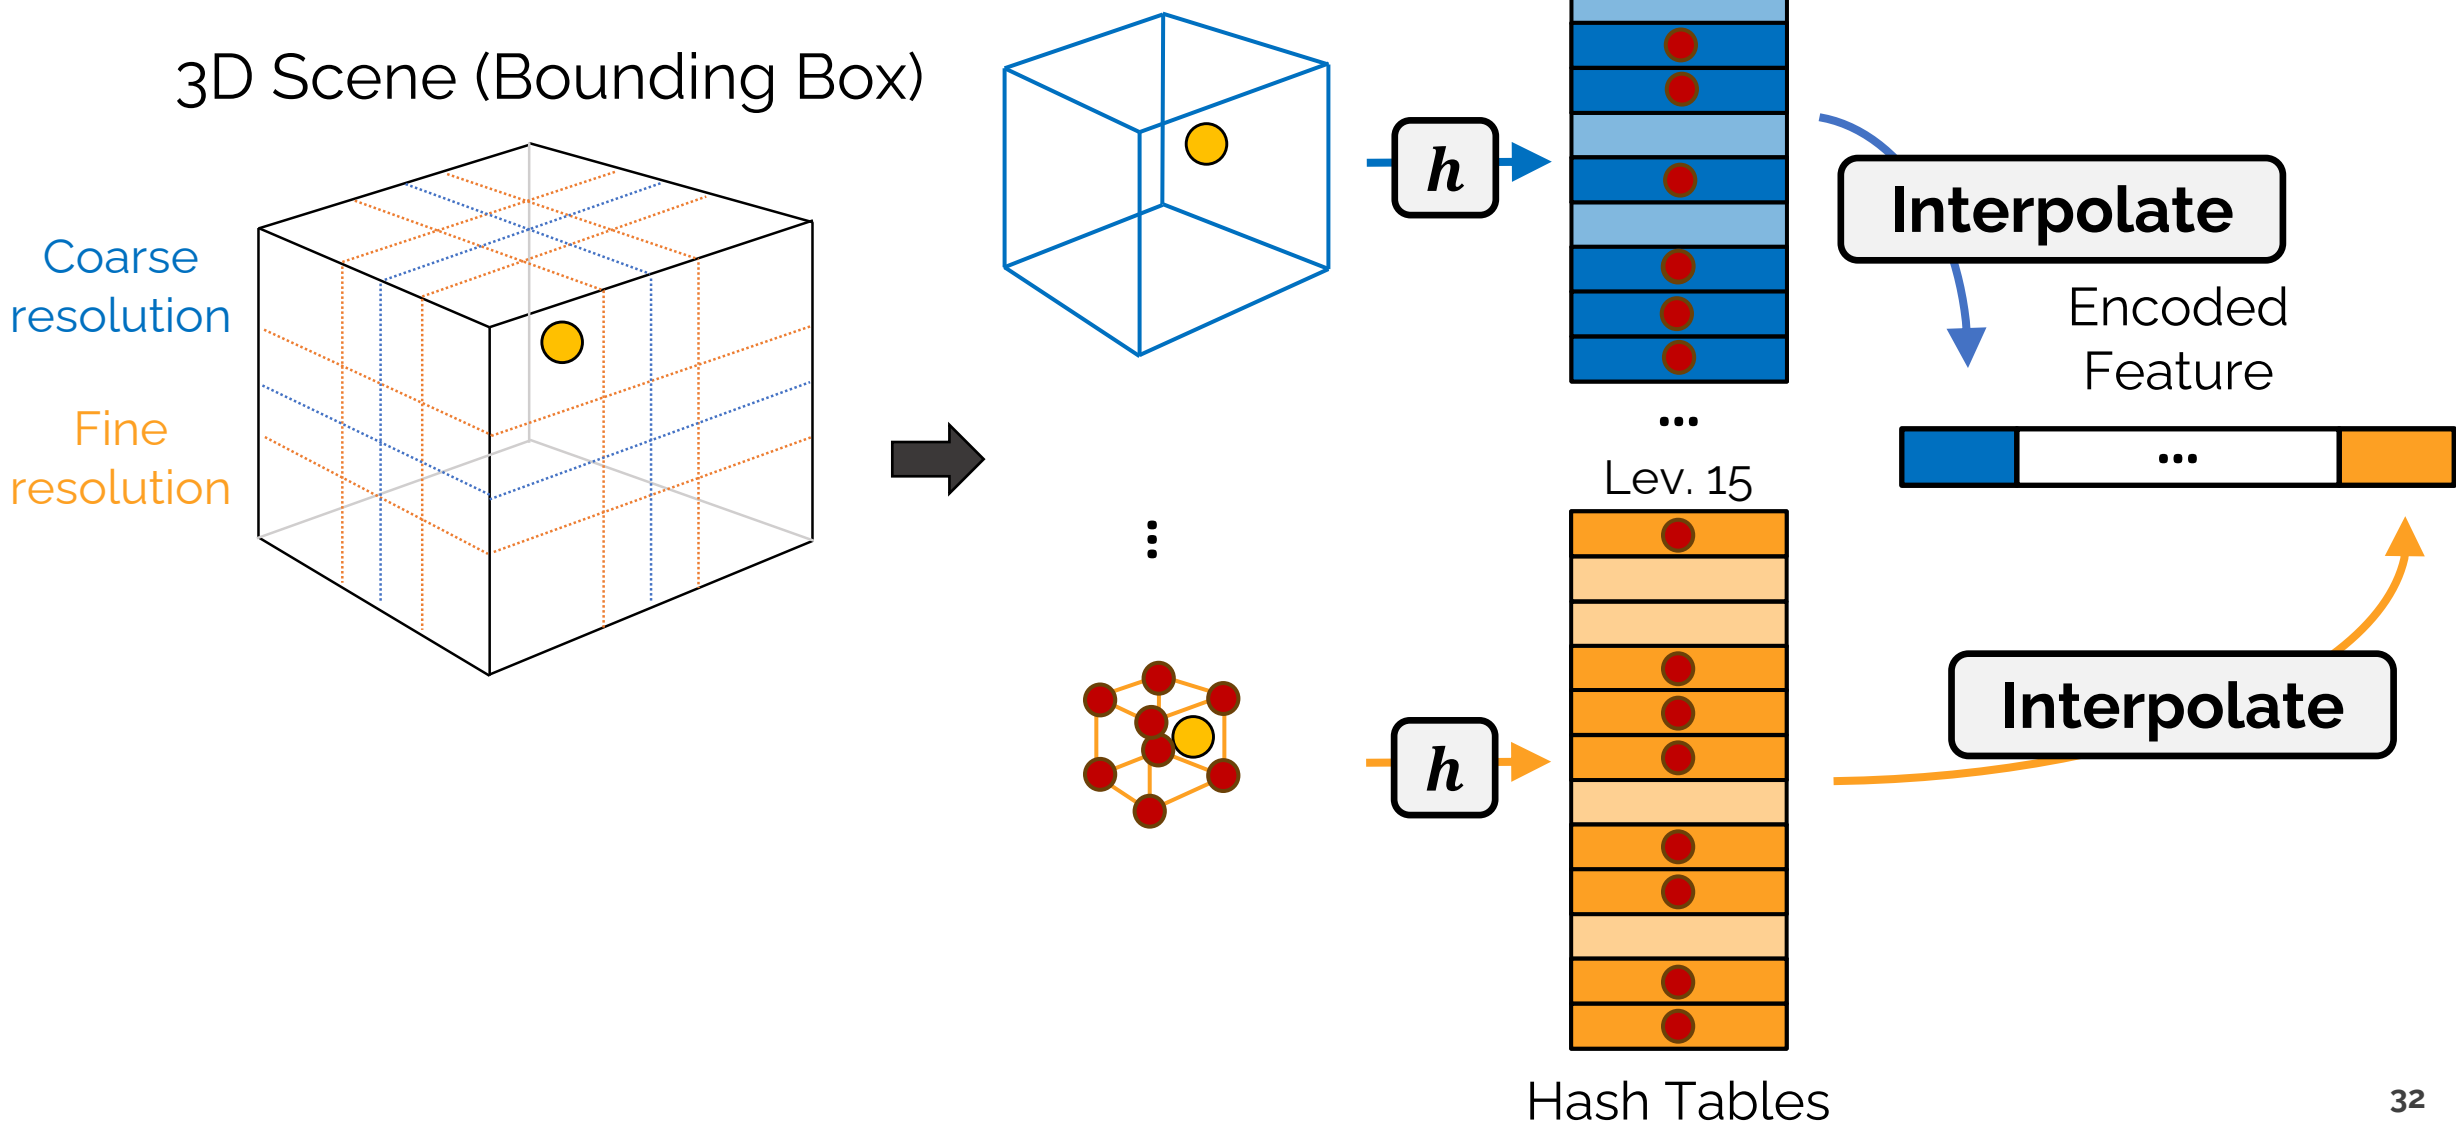 3D Scene (Bounding Box)
Coarse
resolution
Fine
resolution
h
Interpolate
Encoded
Feature
...
...
Lev. 15
...
h
Interpolate
Hash Tables
32